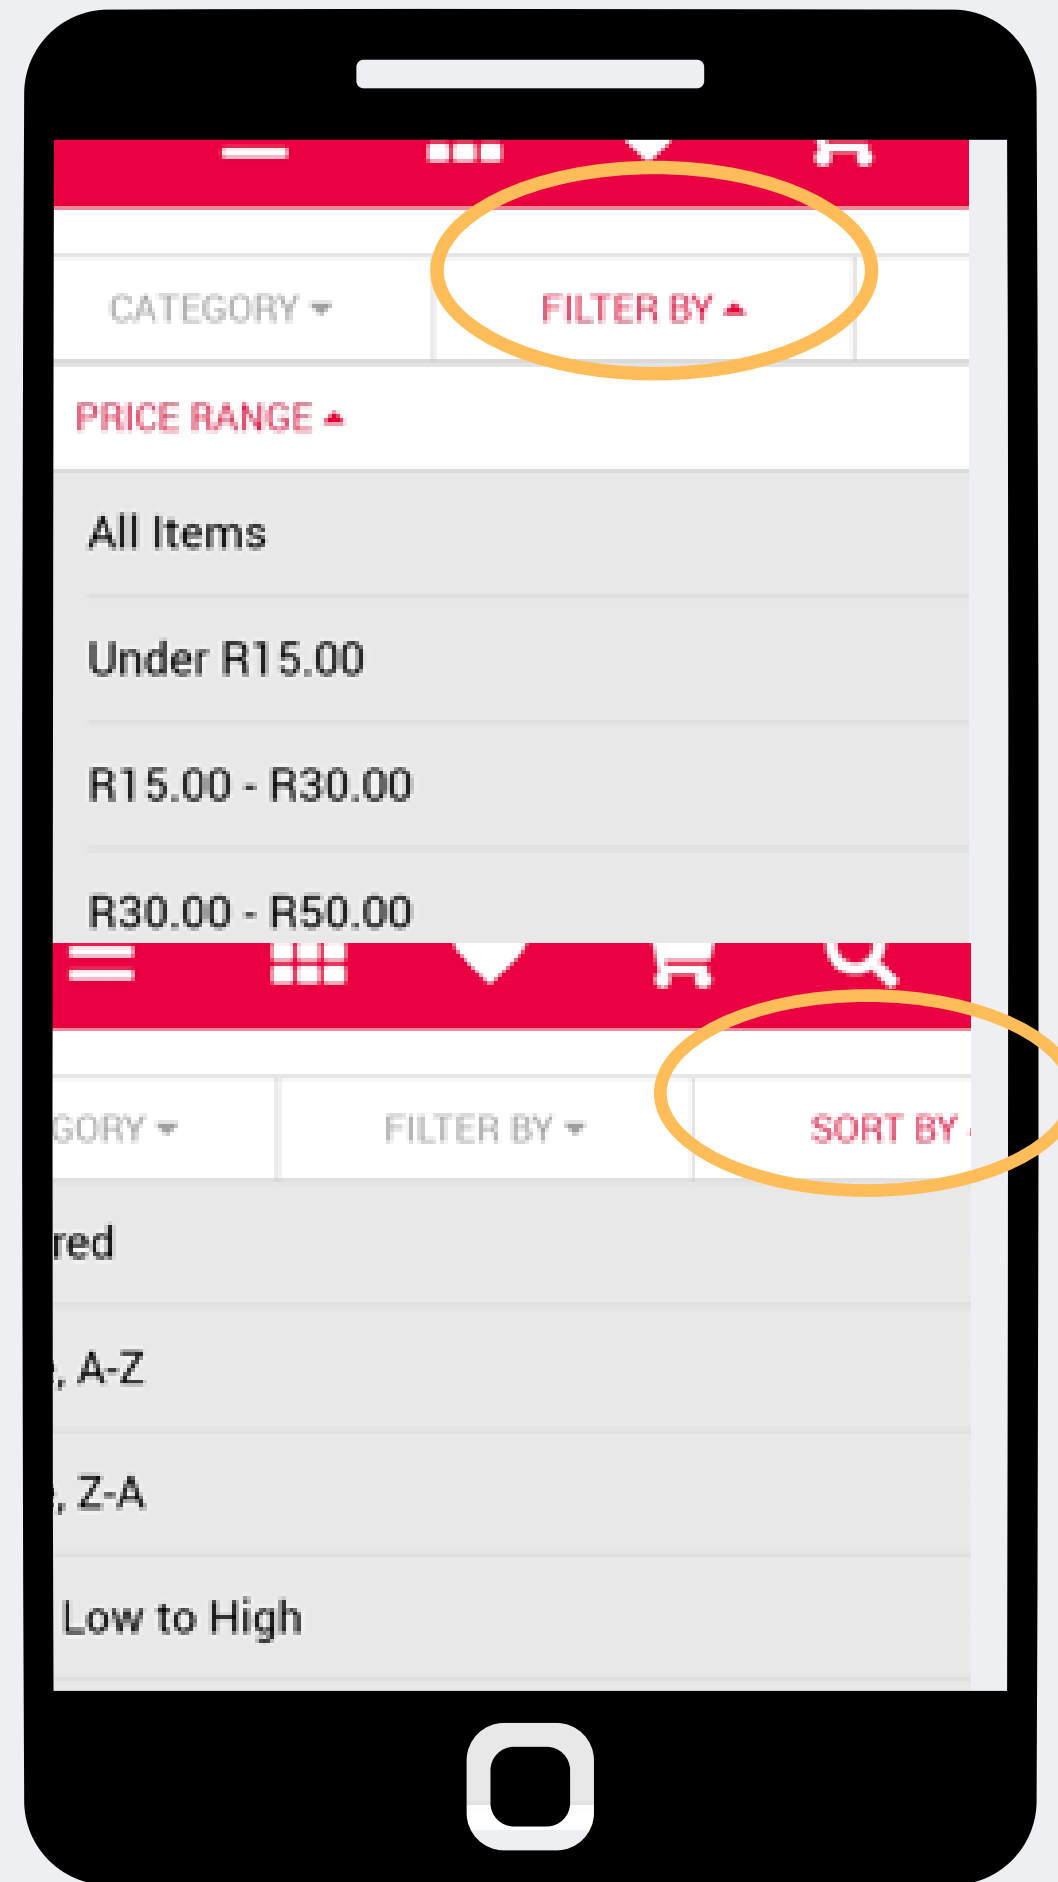 CATEGORY FILTER BY
PRICE RANGE
All Items
Under R15.00
R15.00 - R30.00
R30.00 - R50.00
GORY FILTER BY SORT BY
red
, A-Z
, Z-A
Low to High